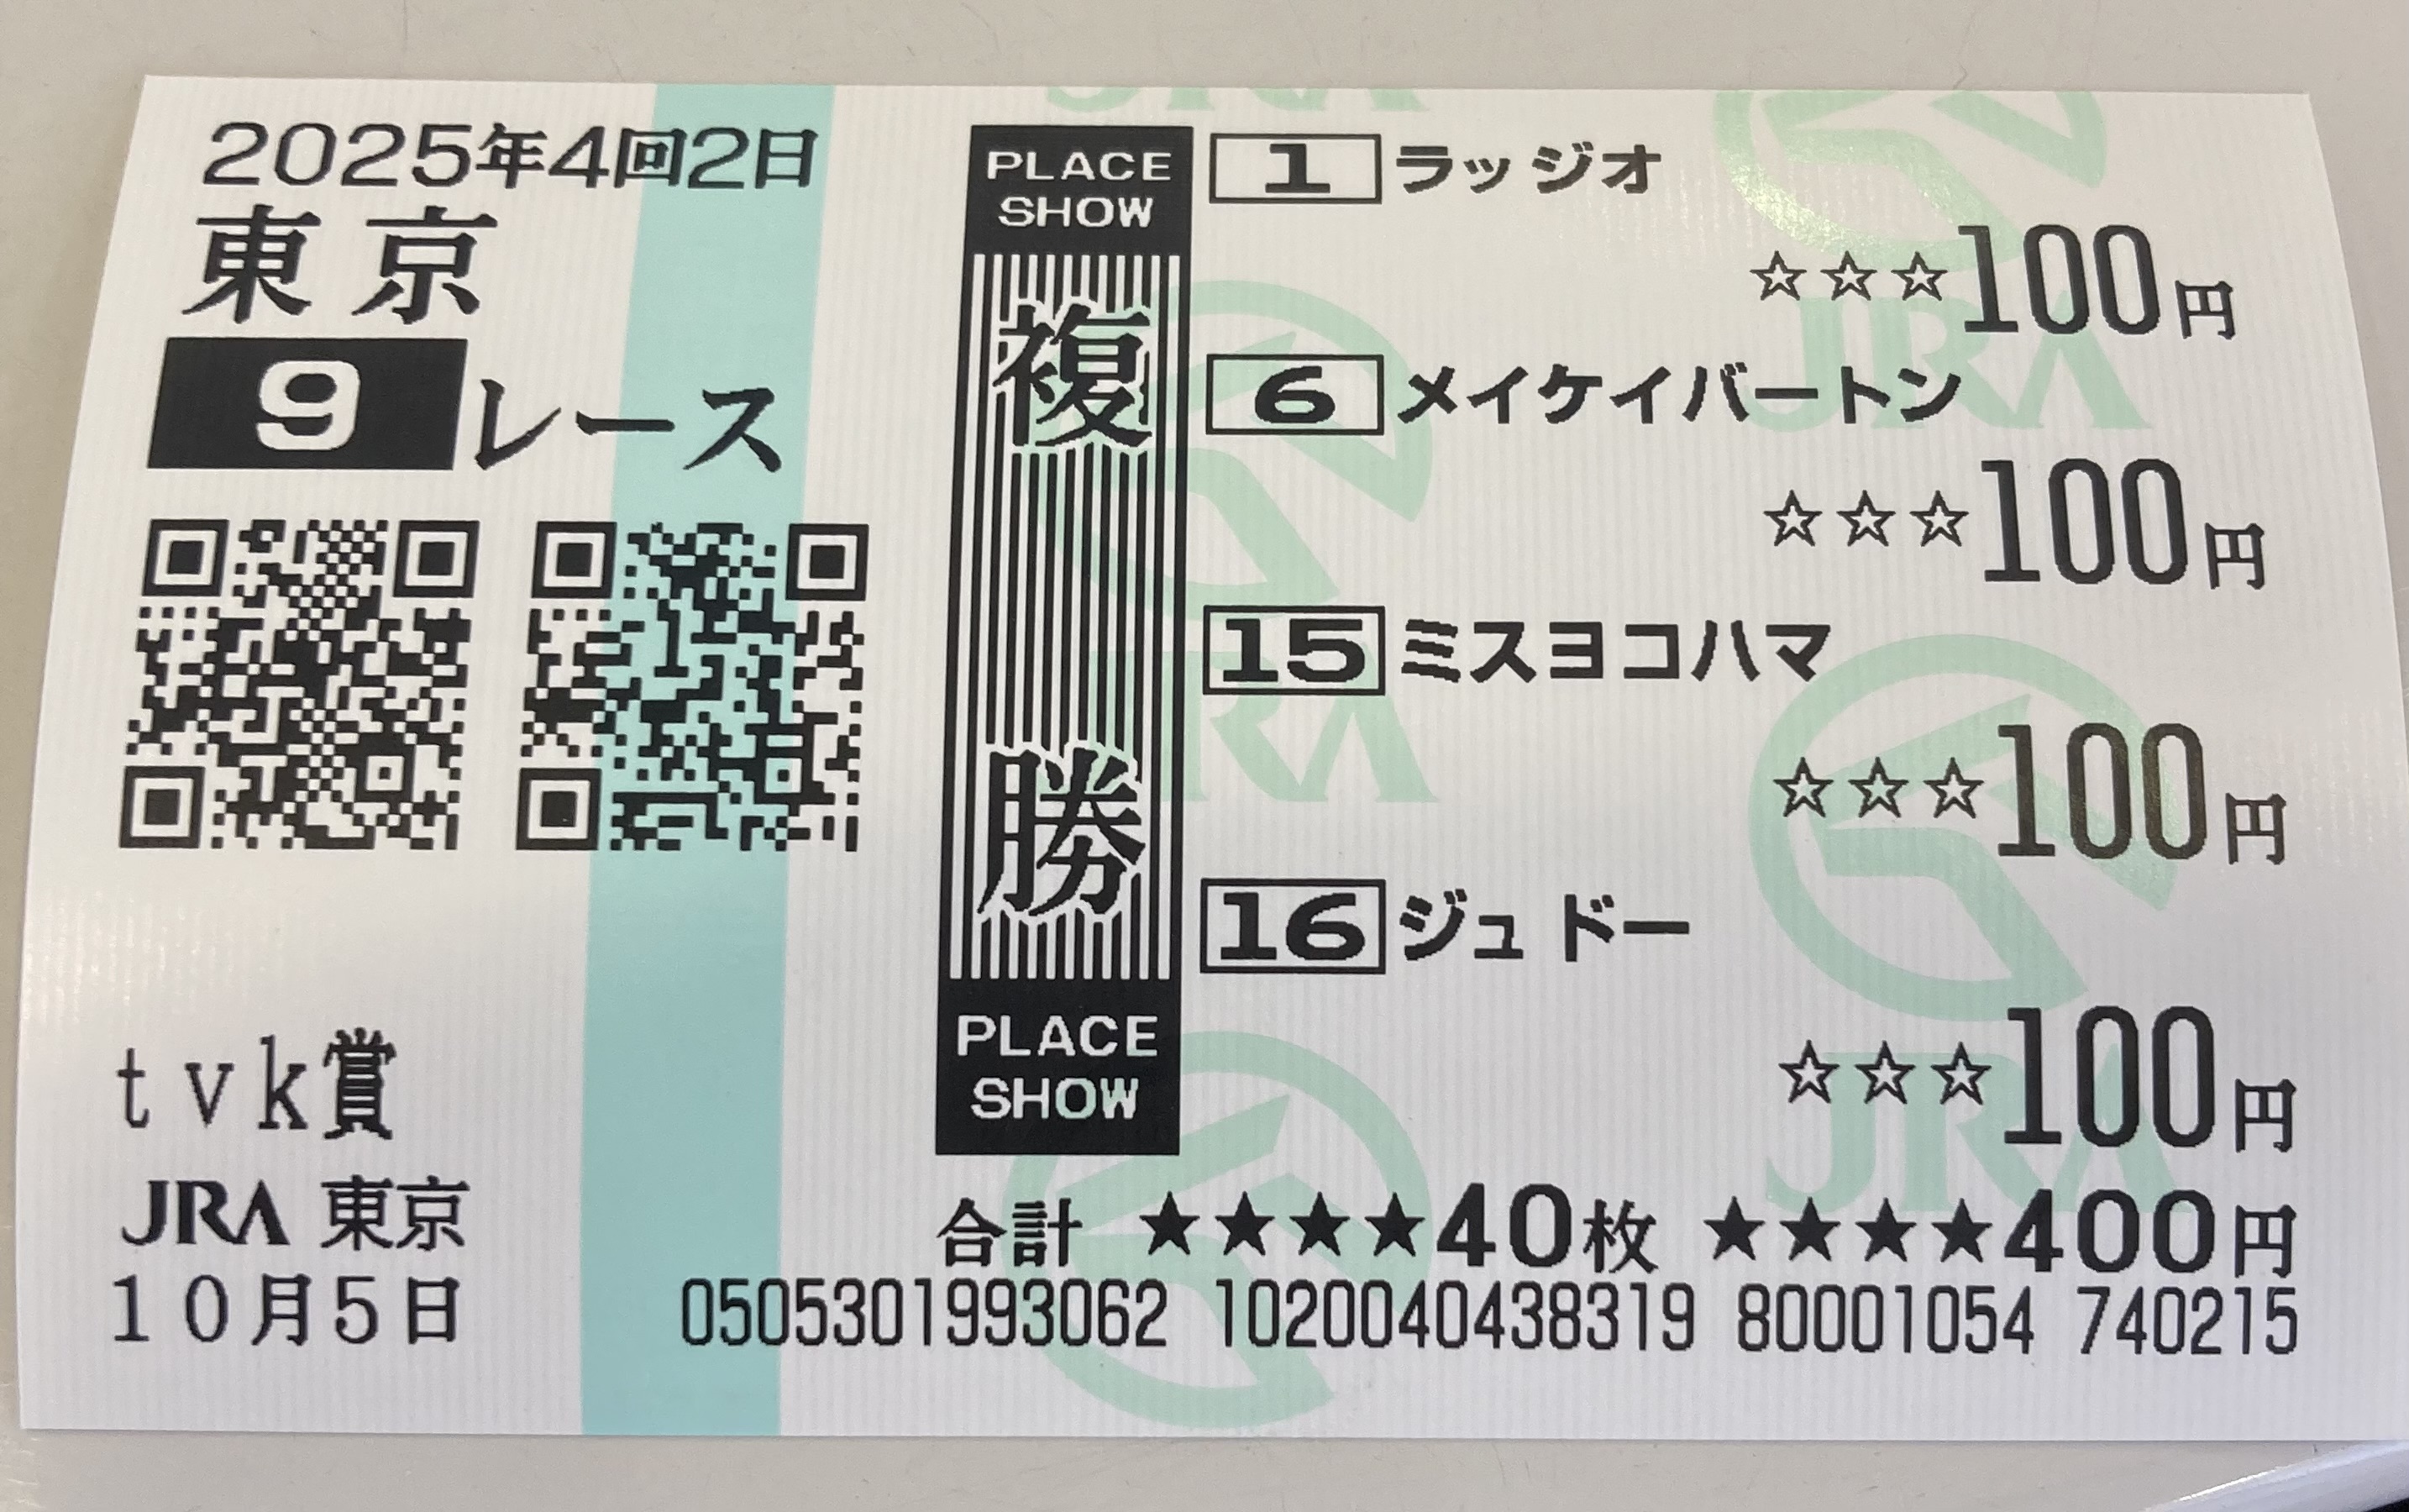 2025年4回2日
東京
9レース
tvk賞
JRA 東京
10月5日
PLACE
SHOW
複勝
PLACE
SHOW
1 ラッジオ
☆☆☆100円
6 メイケイバートン
☆☆☆100円
15 ミスヨコハマ
☆☆☆100円
16 ジュドー
☆☆☆100円
合計 ★★★★40枚 ★★★★400円
0505301993062 1020040438319 80001054 740215
JRA
JRA
JRA
JRA